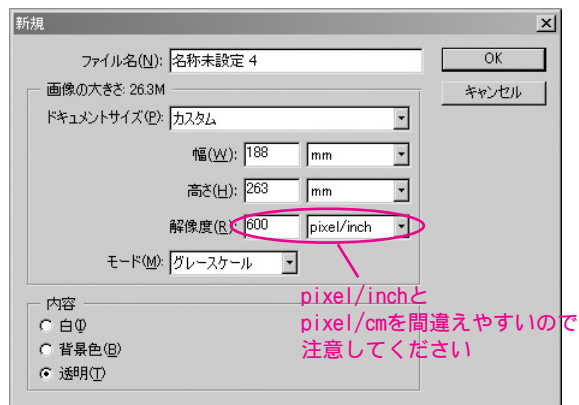 新規
ファイル名(N): 名称未設定 4
OK
画像の大きさ: 26.3M
キャンセル
ドキュメントサイズ(P): カスタム
幅(W): 188 mm
高さ(H): 263 mm
解像度(R): 600 pixel/inch
モード(M): グレースケール
pixel/inchと
pixel/cmを間違えやすいので
注意してください
内容
白(I)
背景色(B)
透明(T)